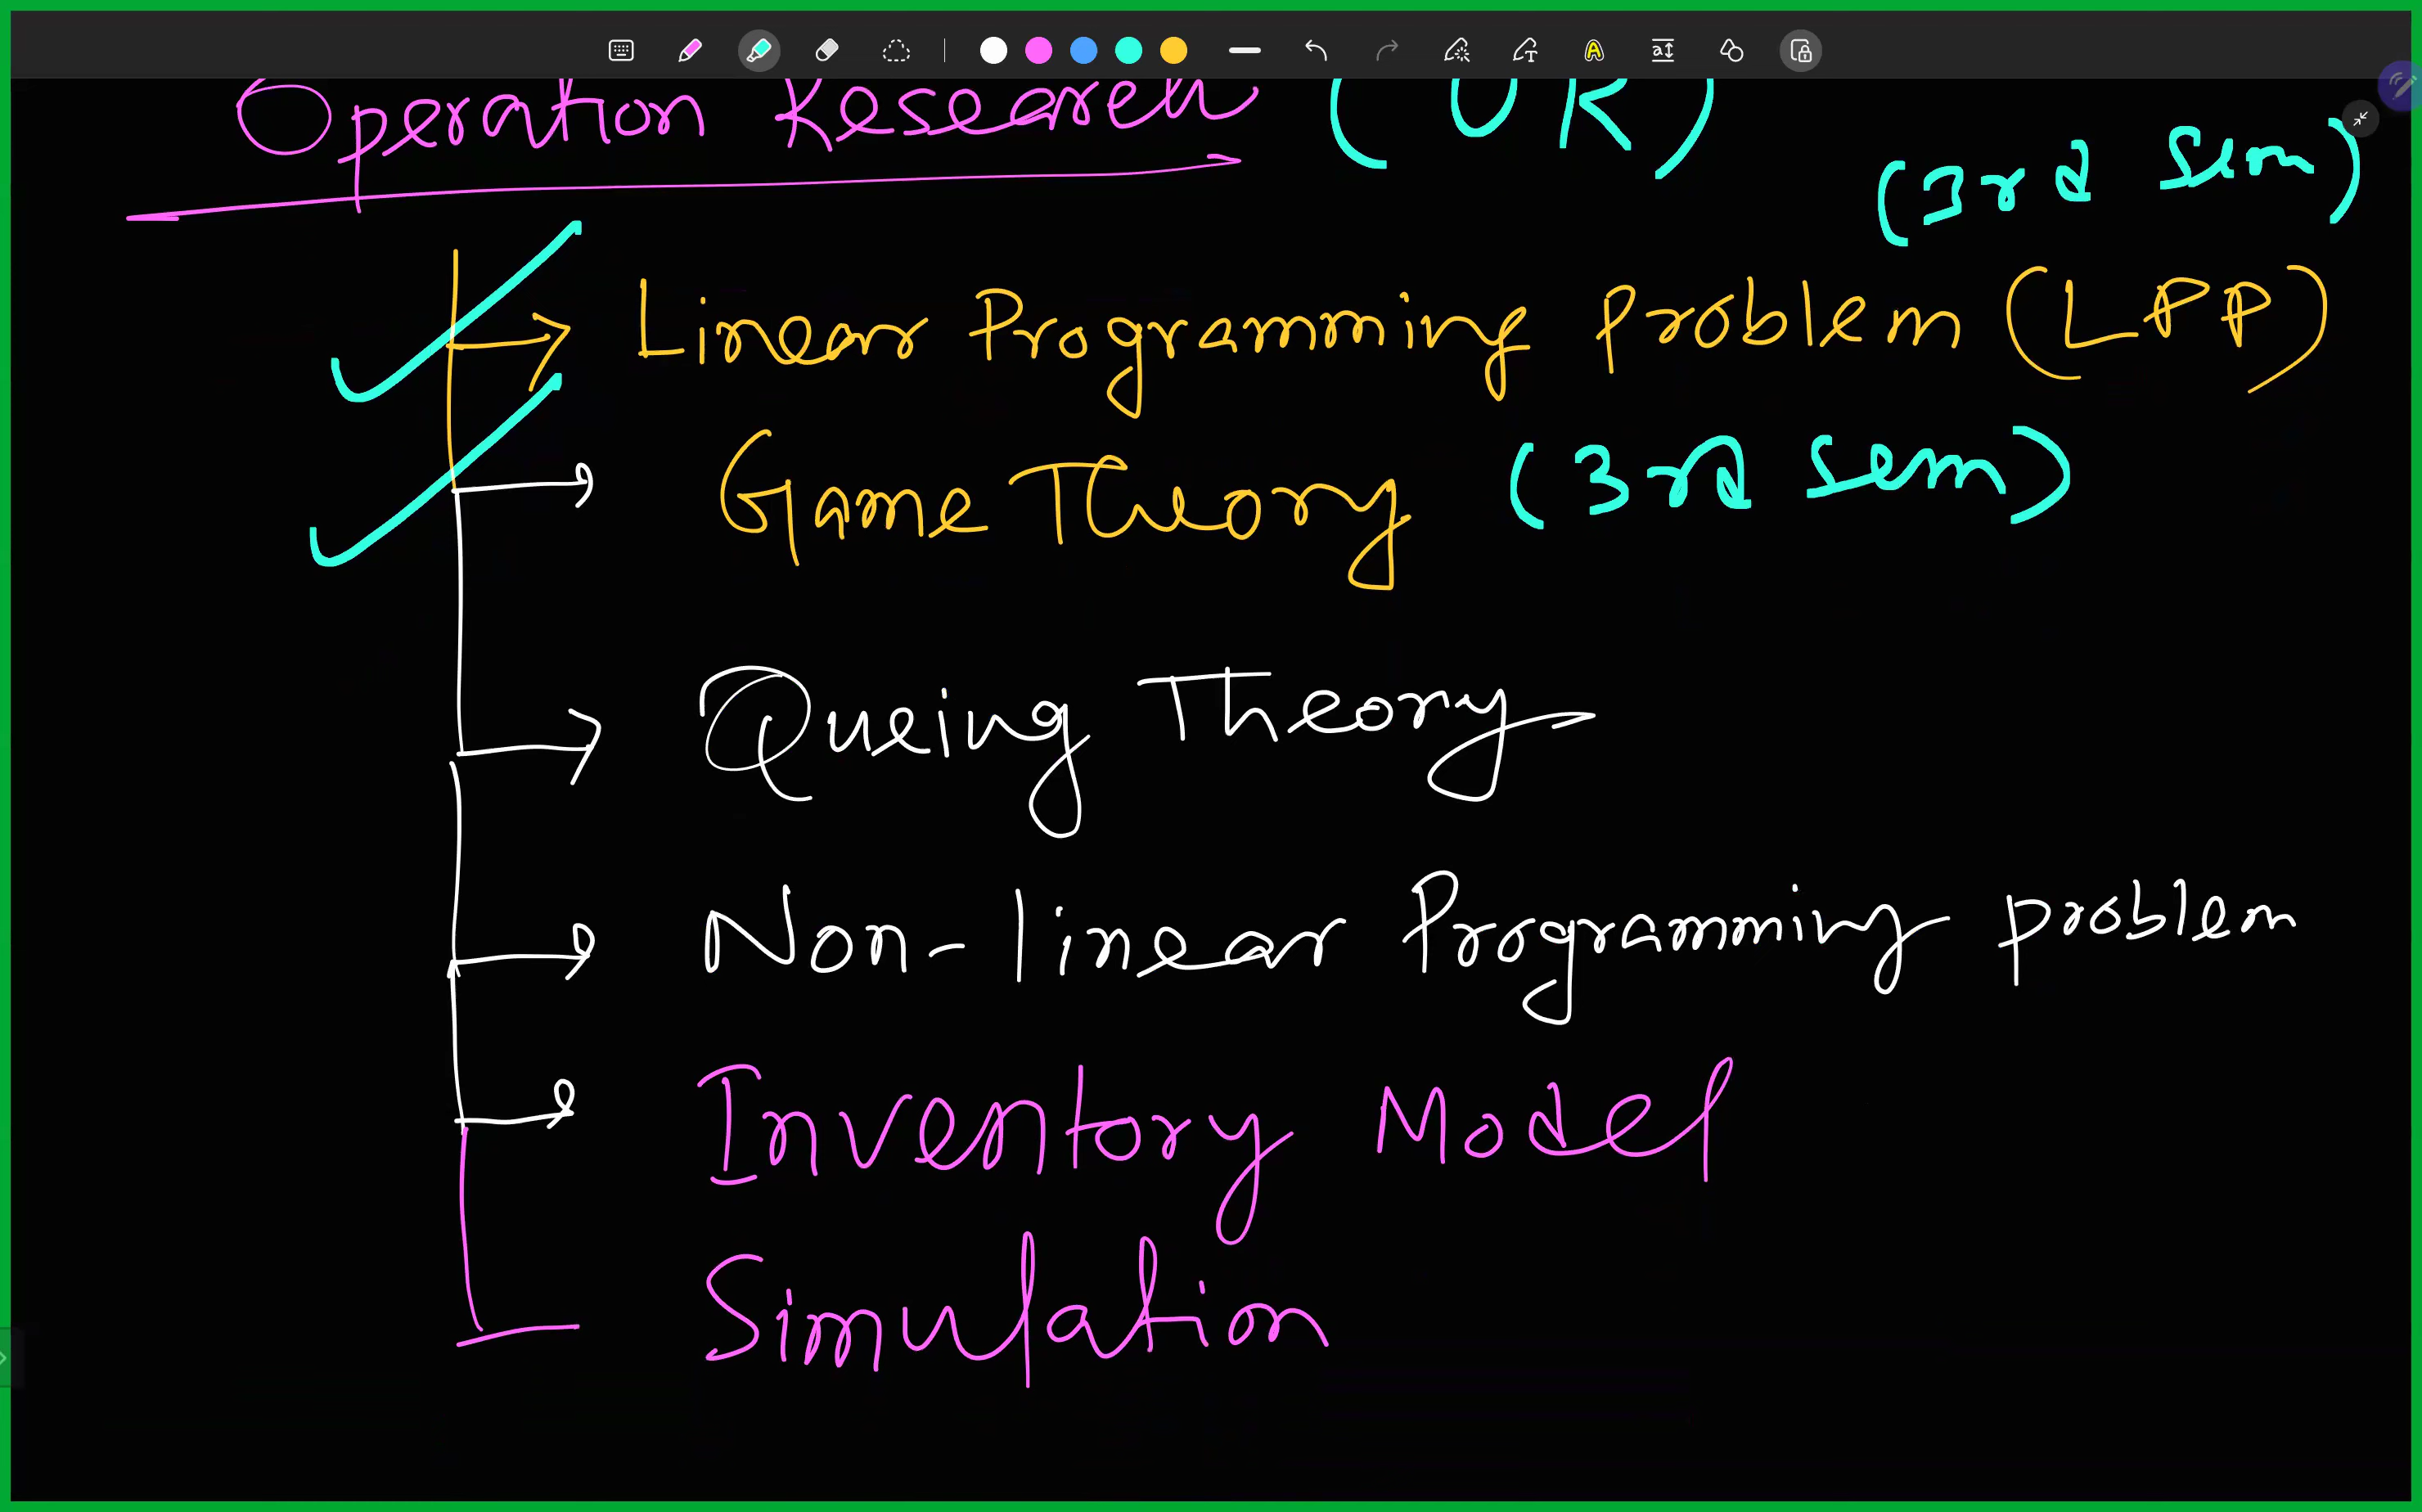 Operation Research (OR)
(3rd Sem)
Linear Programming Problem (LPP)
Game Theory (3rd Sem)
Queing Theory
Non-linear Programming problem
Inventory Model
Simulation